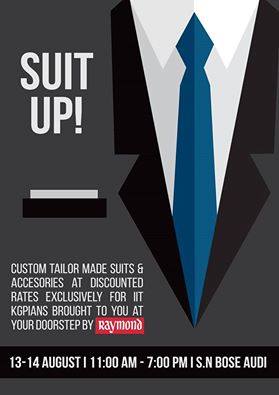 SUIT
UP!
CUSTOM TAILOR MADE SUITS &
ACCESORIES AT DISCOUNTED
RATES EXCLUSIVELY FOR IIT
KGPIANS BROUGHT TO YOU AT
YOUR DOORSTEP BY Raymond
13-14 AUGUST I 11:00 AM - 7:00 PM I S.N BOSE AUDI